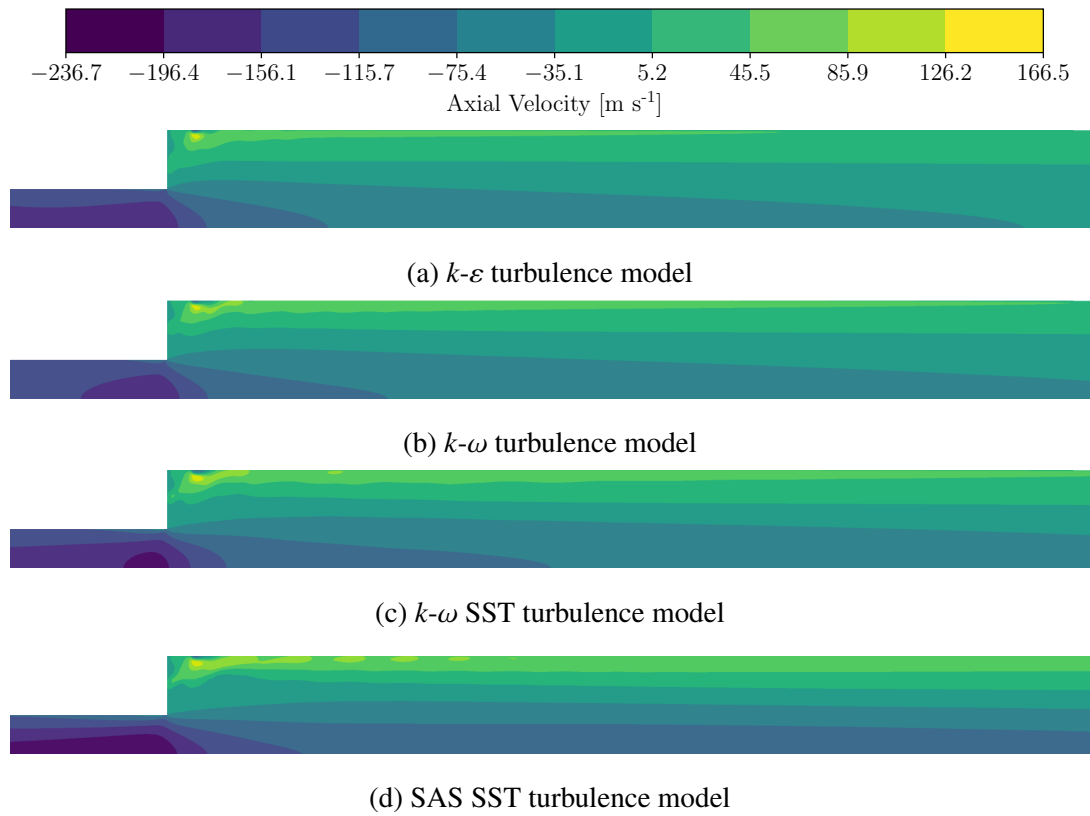 −236.7 −196.4 −156.1 −115.7 −75.4 −35.1 5.2 45.5 85.9 126.2 166.5
Axial Velocity [m s⁻¹]
(a) k-ε turbulence model
(b) k-ω turbulence model
(c) k-ω SST turbulence model
(d) SAS SST turbulence model